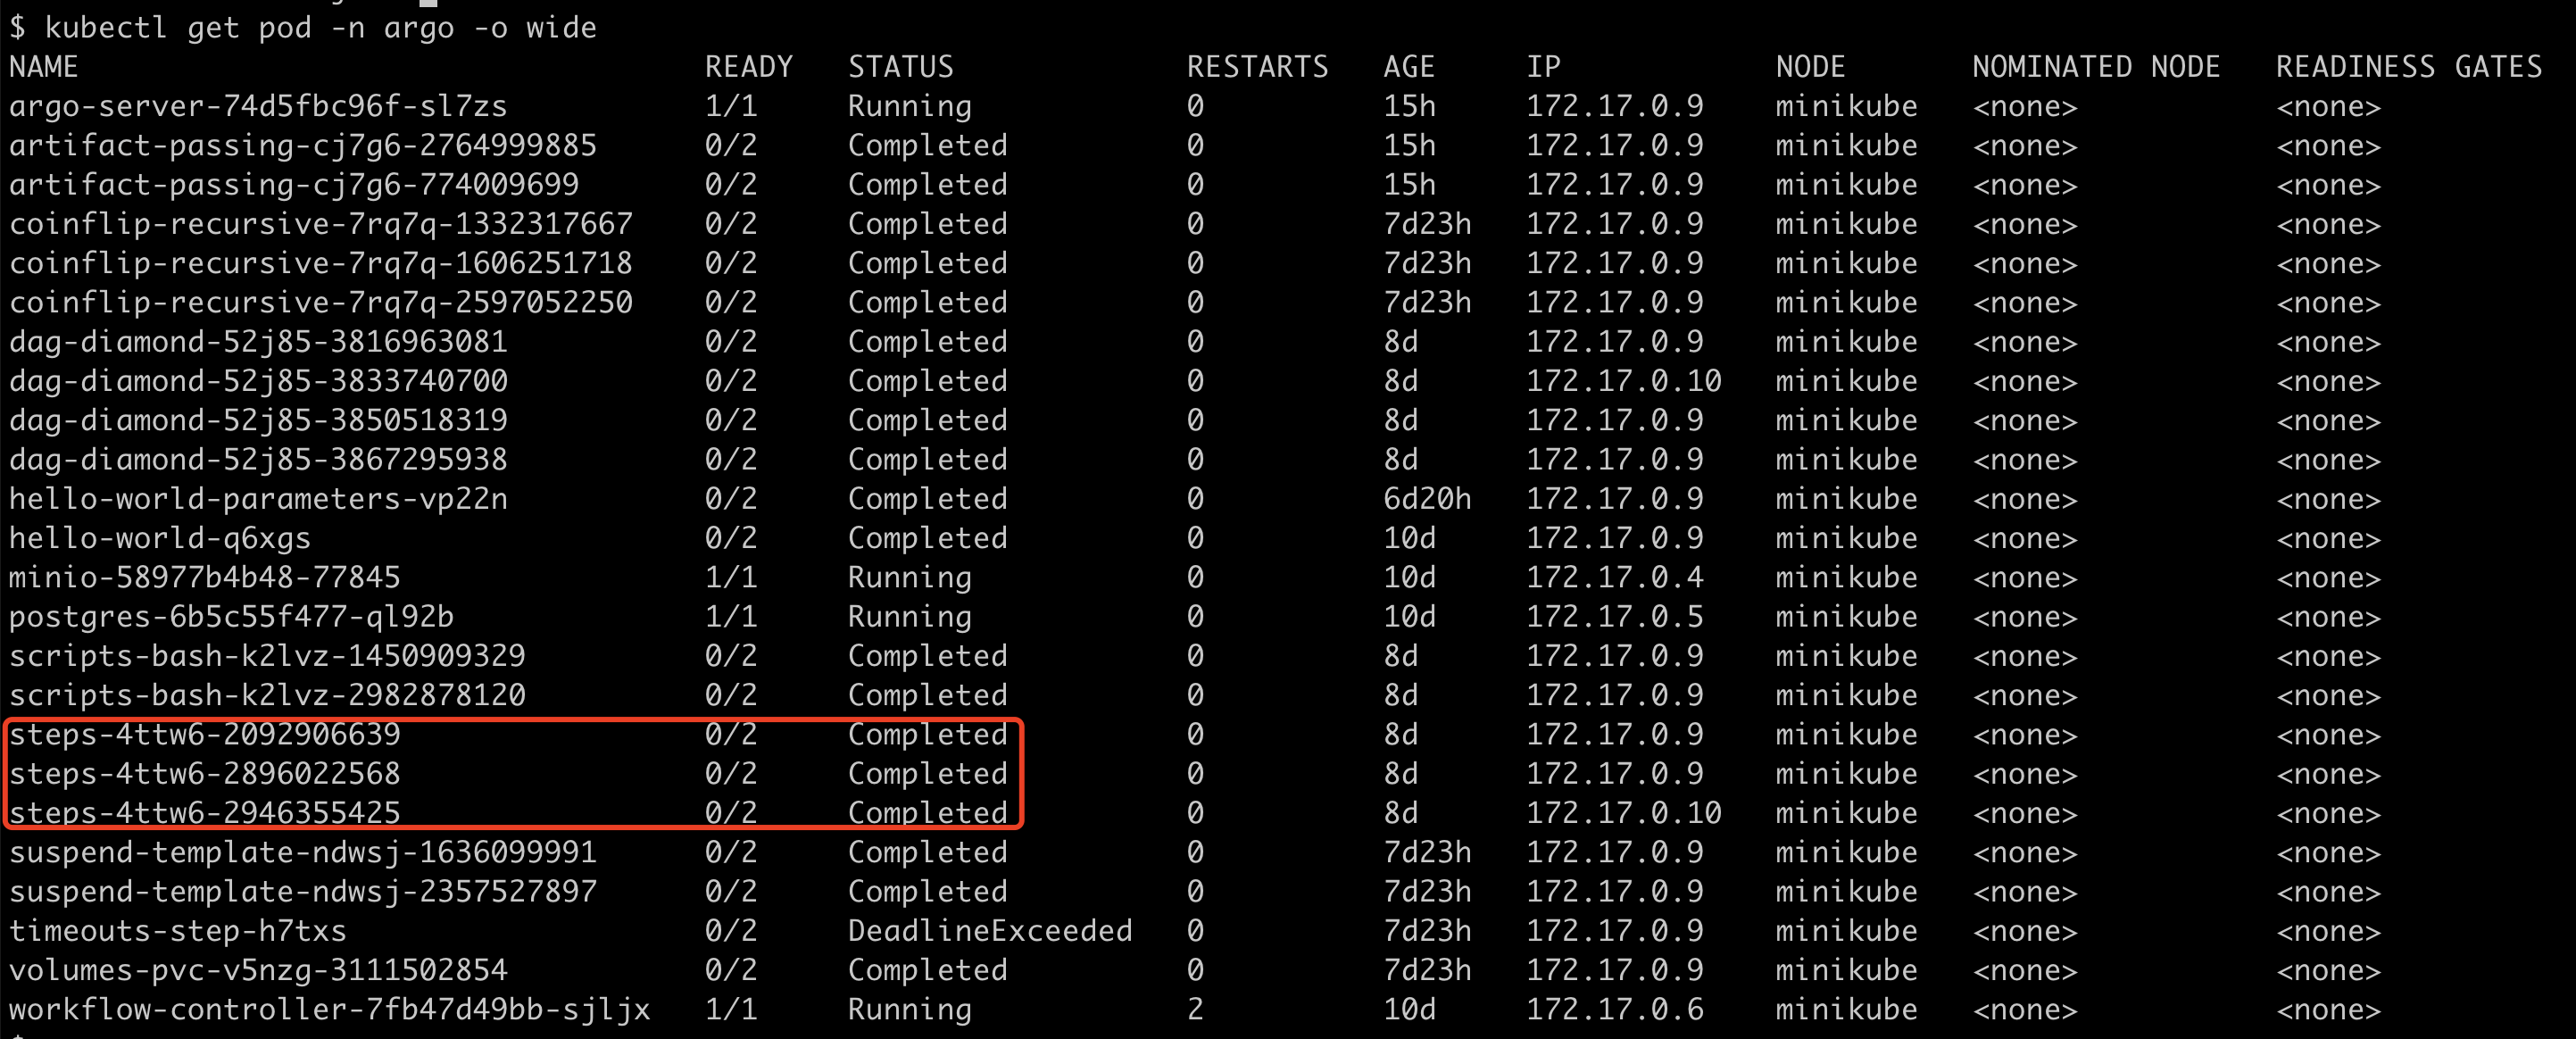 $ kubectl get pod -n argo -o wide
NAME READY STATUS RESTARTS AGE IP NODE NOMINATED NODE READINESS GATES
argo-server-74d5fbc96f-sl7zs 1/1 Running 0 15h 172.17.0.9 minikube <none> <none>
artifact-passing-cj7g6-2764999885 0/2 Completed 0 15h 172.17.0.9 minikube <none> <none>
artifact-passing-cj7g6-774009699 0/2 Completed 0 15h 172.17.0.9 minikube <none> <none>
coinflip-recursive-7rq7q-1332317667 0/2 Completed 0 7d23h 172.17.0.9 minikube <none> <none>
coinflip-recursive-7rq7q-1606251718 0/2 Completed 0 7d23h 172.17.0.9 minikube <none> <none>
coinflip-recursive-7rq7q-2597052250 0/2 Completed 0 7d23h 172.17.0.9 minikube <none> <none>
dag-diamond-52j85-3816963081 0/2 Completed 0 8d 172.17.0.9 minikube <none> <none>
dag-diamond-52j85-3833740700 0/2 Completed 0 8d 172.17.0.10 minikube <none> <none>
dag-diamond-52j85-3850518319 0/2 Completed 0 8d 172.17.0.9 minikube <none> <none>
dag-diamond-52j85-3867295938 0/2 Completed 0 8d 172.17.0.9 minikube <none> <none>
hello-world-parameters-vp22n 0/2 Completed 0 6d20h 172.17.0.9 minikube <none> <none>
hello-world-q6xgs 0/2 Completed 0 10d 172.17.0.9 minikube <none> <none>
minio-58977b4b48-77845 1/1 Running 0 10d 172.17.0.4 minikube <none> <none>
postgres-6b5c55f477-ql92b 1/1 Running 0 10d 172.17.0.5 minikube <none> <none>
scripts-bash-k2lvz-1450909329 0/2 Completed 0 8d 172.17.0.9 minikube <none> <none>
scripts-bash-k2lvz-2982878120 0/2 Completed 0 8d 172.17.0.9 minikube <none> <none>
steps-4ttw6-2092906639 0/2 Completed 0 8d 172.17.0.9 minikube <none> <none>
steps-4ttw6-2896022568 0/2 Completed 0 8d 172.17.0.9 minikube <none> <none>
steps-4ttw6-2946355425 0/2 Completed 0 8d 172.17.0.10 minikube <none> <none>
suspend-template-ndwsj-1636099991 0/2 Completed 0 7d23h 172.17.0.9 minikube <none> <none>
suspend-template-ndwsj-2357527897 0/2 Completed 0 7d23h 172.17.0.9 minikube <none> <none>
timeouts-step-h7txs 0/2 DeadlineExceeded 0 7d23h 172.17.0.9 minikube <none> <none>
volumes-pvc-v5nzg-3111502854 0/2 Completed 0 7d23h 172.17.0.9 minikube <none> <none>
workflow-controller-7fb47d49bb-sjljx 1/1 Running 2 10d 172.17.0.6 minikube <none> <none>